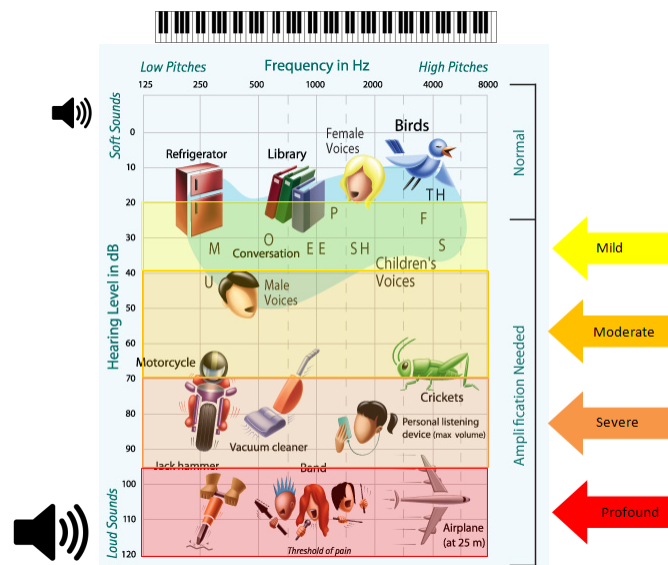 Low Pitches Frequency in Hz High Pitches
125 250 500 1000 2000 4000 8000
Soft Sounds
Hearing Level in dB
Loud Sounds
0
10
20
30
40
50
60
70
80
90
100
110
120
Birds
Female
Voices
Refrigerator
Library
TH
P
F
M
O
EE
SH
S
Conversation
Children's
Voices
U
Male
Voices
Motorcycle
Crickets
Personal listening
device (max volume)
Vacuum cleaner
Jack hammer
Band
Airplane
(at 25 m)
Threshold of pain
Normal
Amplification Needed
Mild
Moderate
Severe
Profound